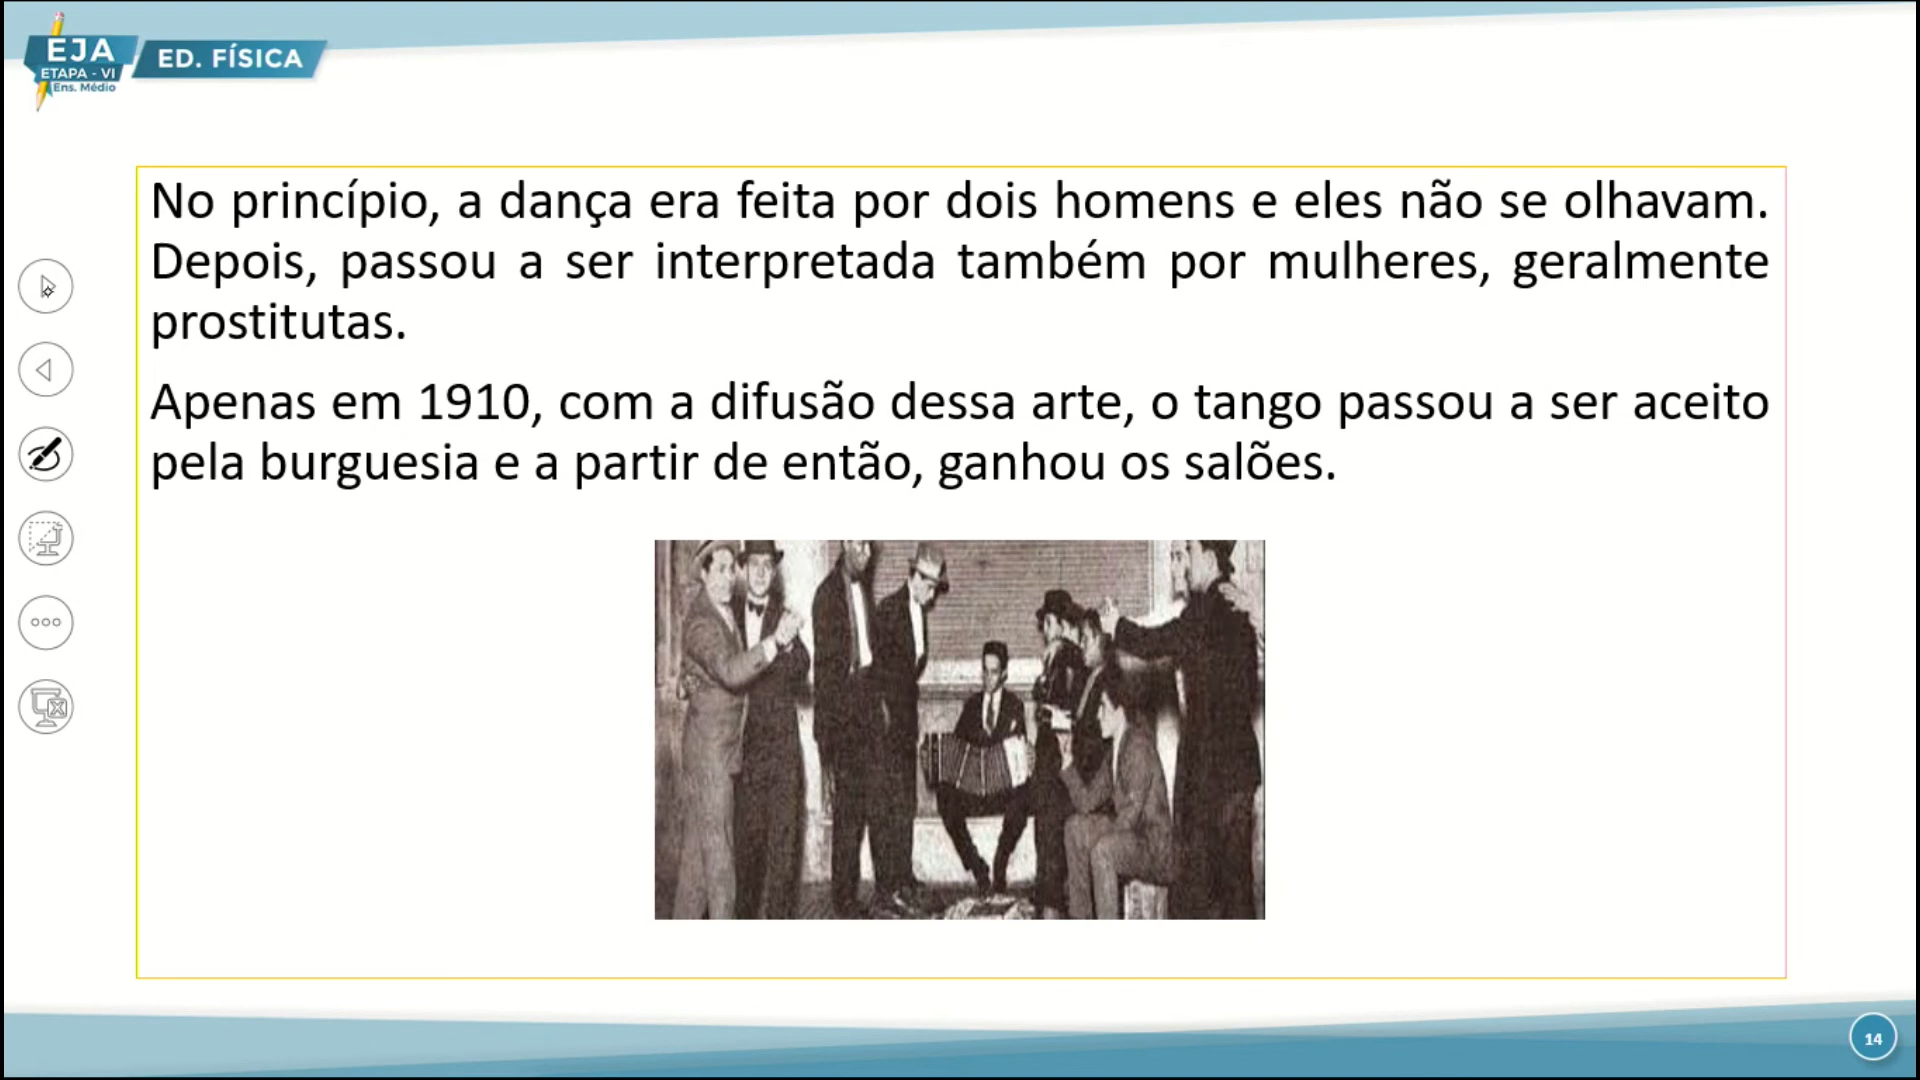 EJA
ETAPA - VI
Ens. Médio
ED. FÍSICA
No princípio, a dança era feita por dois homens e eles não se olhavam.
Depois, passou a ser interpretada também por mulheres, geralmente
prostitutas.
Apenas em 1910, com a difusão dessa arte, o tango passou a ser aceito
pela burguesia e a partir de então, ganhou os salões.
14